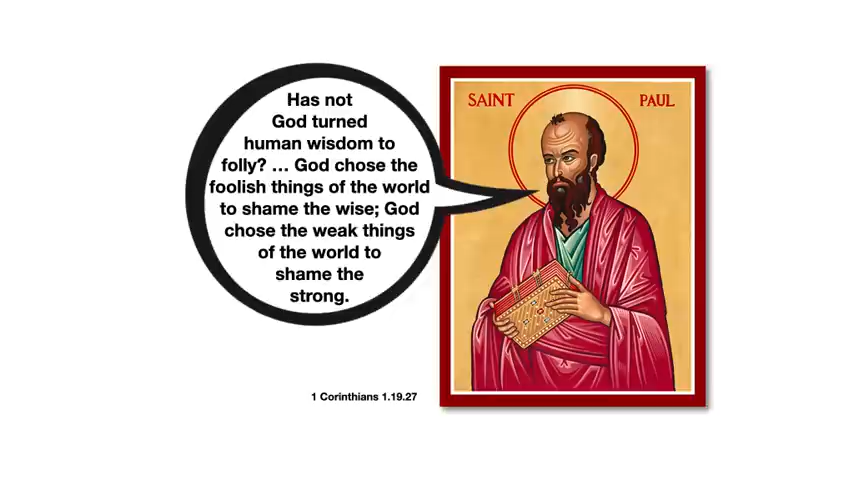 Has not
God turned
human wisdom to
folly? ... God chose the
foolish things of the world
to shame the wise; God
chose the weak things
of the world to
shame the
strong.
1 Corinthians 1.19.27
SAINT PAUL